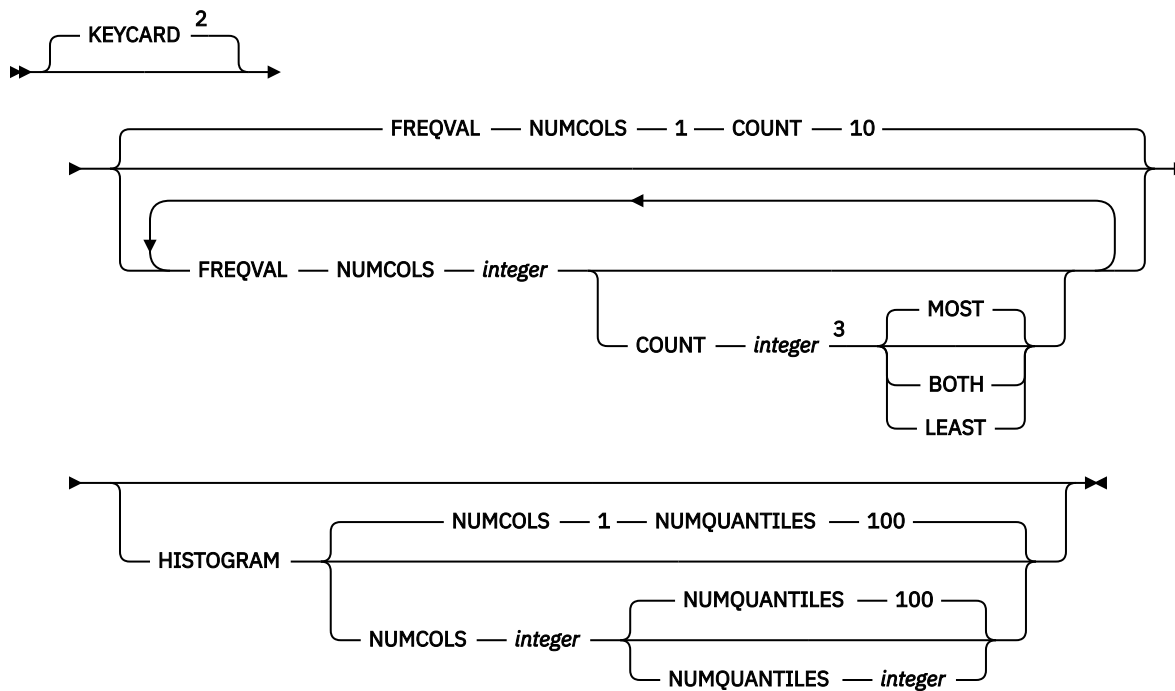 KEYCARD 2
FREQVAL NUMCOLS 1 COUNT 10
FREQVAL NUMCOLS integer
MOST
COUNT integer 3
BOTH
LEAST
NUMCOLS 1 NUMQUANTILES 100
HISTOGRAM
NUMQUANTILES 100
NUMCOLS integer
NUMQUANTILES integer